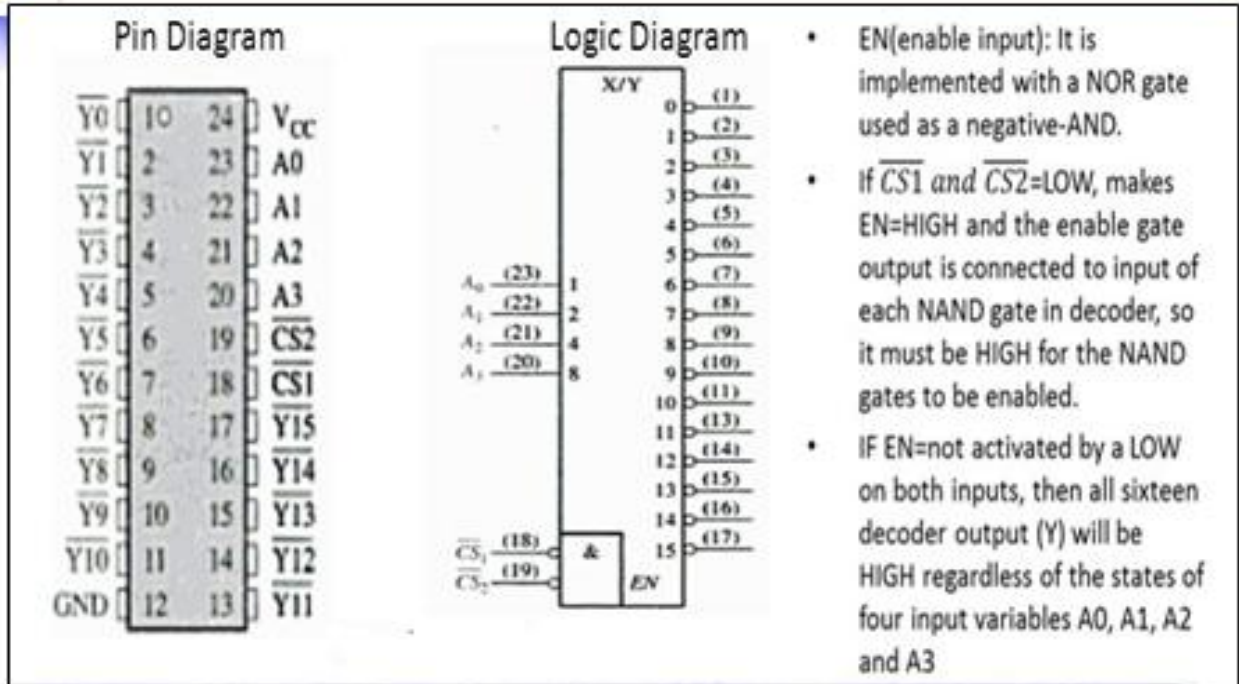 Pin Diagram
Y0 10 24 VCC
Y1 2 23 A0
Y2 3 22 A1
Y3 4 21 A2
Y4 5 20 A3
Y5 6 19 CS2
Y6 7 18 CS1
Y7 8 17 Y15
Y8 9 16 Y14
Y9 10 15 Y13
Y10 11 14 Y12
GND 12 13 Y11
Logic Diagram
X/Y
0 (1)
1 (2)
2 (3)
3 (4)
4 (5)
5 (6)
A0 (23) 1 6 (7)
A1 (22) 2 7 (8)
A2 (21) 4 8 (9)
A3 (20) 8 9 (10)
10 (11)
11 (13)
12 (14)
13 (15)
14 (16)
CS1 (18) & 15 (17)
CS2 (19) EN
• EN(enable input): It is
implemented with a NOR gate
used as a negative-AND.
• If CS1 and CS2=LOW, makes
EN=HIGH and the enable gate
output is connected to input of
each NAND gate in decoder, so
it must be HIGH for the NAND
gates to be enabled.
• IF EN=not activated by a LOW
on both inputs, then all sixteen
decoder output (Y) will be
HIGH regardless of the states of
four input variables A0, A1, A2
and A3